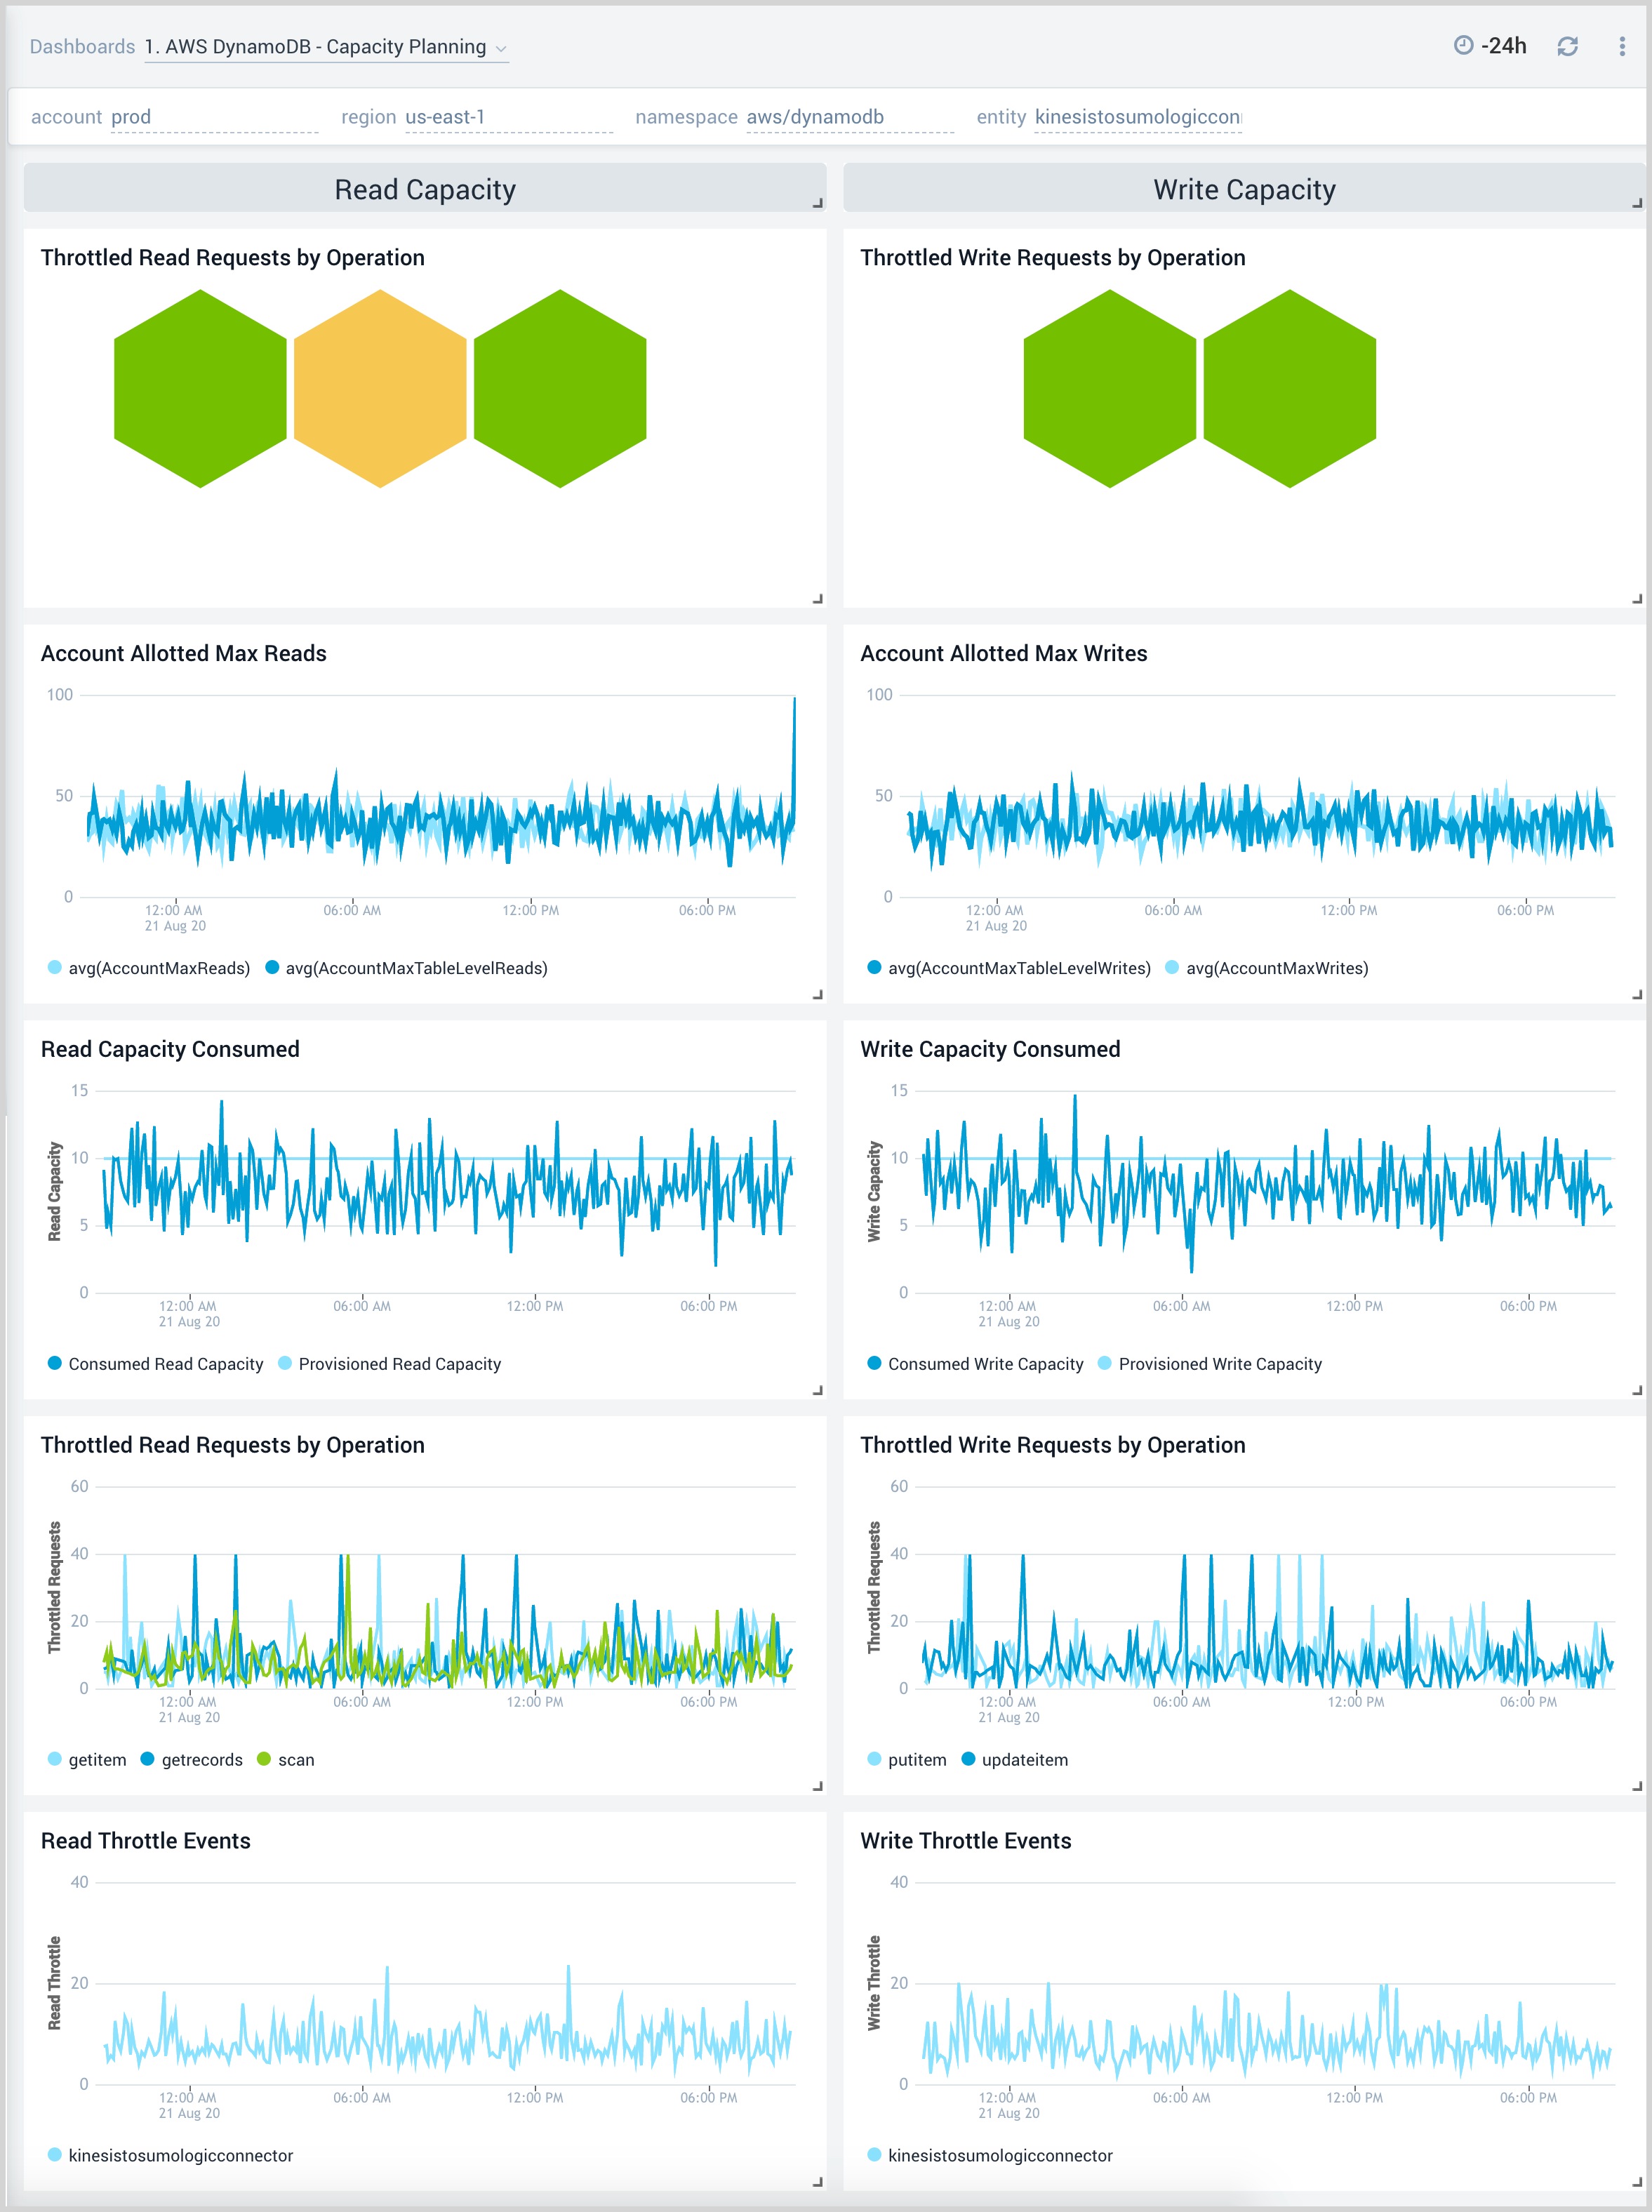 Dashboards 1. AWS DynamoDB - Capacity Planning -24h
account prod region us-east-1 namespace aws/dynamodb entity kinesistosumologiccon
Read Capacity
Write Capacity
Throttled Read Requests by Operation
Throttled Write Requests by Operation
Account Allotted Max Reads
100
50
0
12:00 AM 06:00 AM 12:00 PM 06:00 PM
21 Aug 20
avg(AccountMaxReads) avg(AccountMaxTableLevelReads)
Account Allotted Max Writes
100
50
0
12:00 AM 06:00 AM 12:00 PM 06:00 PM
21 Aug 20
avg(AccountMaxTableLevelWrites) avg(AccountMaxWrites)
Read Capacity Consumed
Read Capacity
15
10
5
0
12:00 AM 06:00 AM 12:00 PM 06:00 PM
21 Aug 20
Consumed Read Capacity Provisioned Read Capacity
Write Capacity Consumed
Write Capacity
15
10
5
0
12:00 AM 06:00 AM 12:00 PM 06:00 PM
21 Aug 20
Consumed Write Capacity Provisioned Write Capacity
Throttled Read Requests by Operation
Throttled Requests
60
40
20
0
12:00 AM 06:00 AM 12:00 PM 06:00 PM
21 Aug 20
getitem getrecords scan
Throttled Write Requests by Operation
Throttled Requests
60
40
20
0
12:00 AM 06:00 AM 12:00 PM 06:00 PM
21 Aug 20
putitem updateitem
Read Throttle Events
Read Throttle
40
20
0
12:00 AM 06:00 AM 12:00 PM 06:00 PM
21 Aug 20
kinesistosumologicconnector
Write Throttle Events
Write Throttle
40
20
0
12:00 AM 06:00 AM 12:00 PM 06:00 PM
21 Aug 20
kinesistosumologicconnector